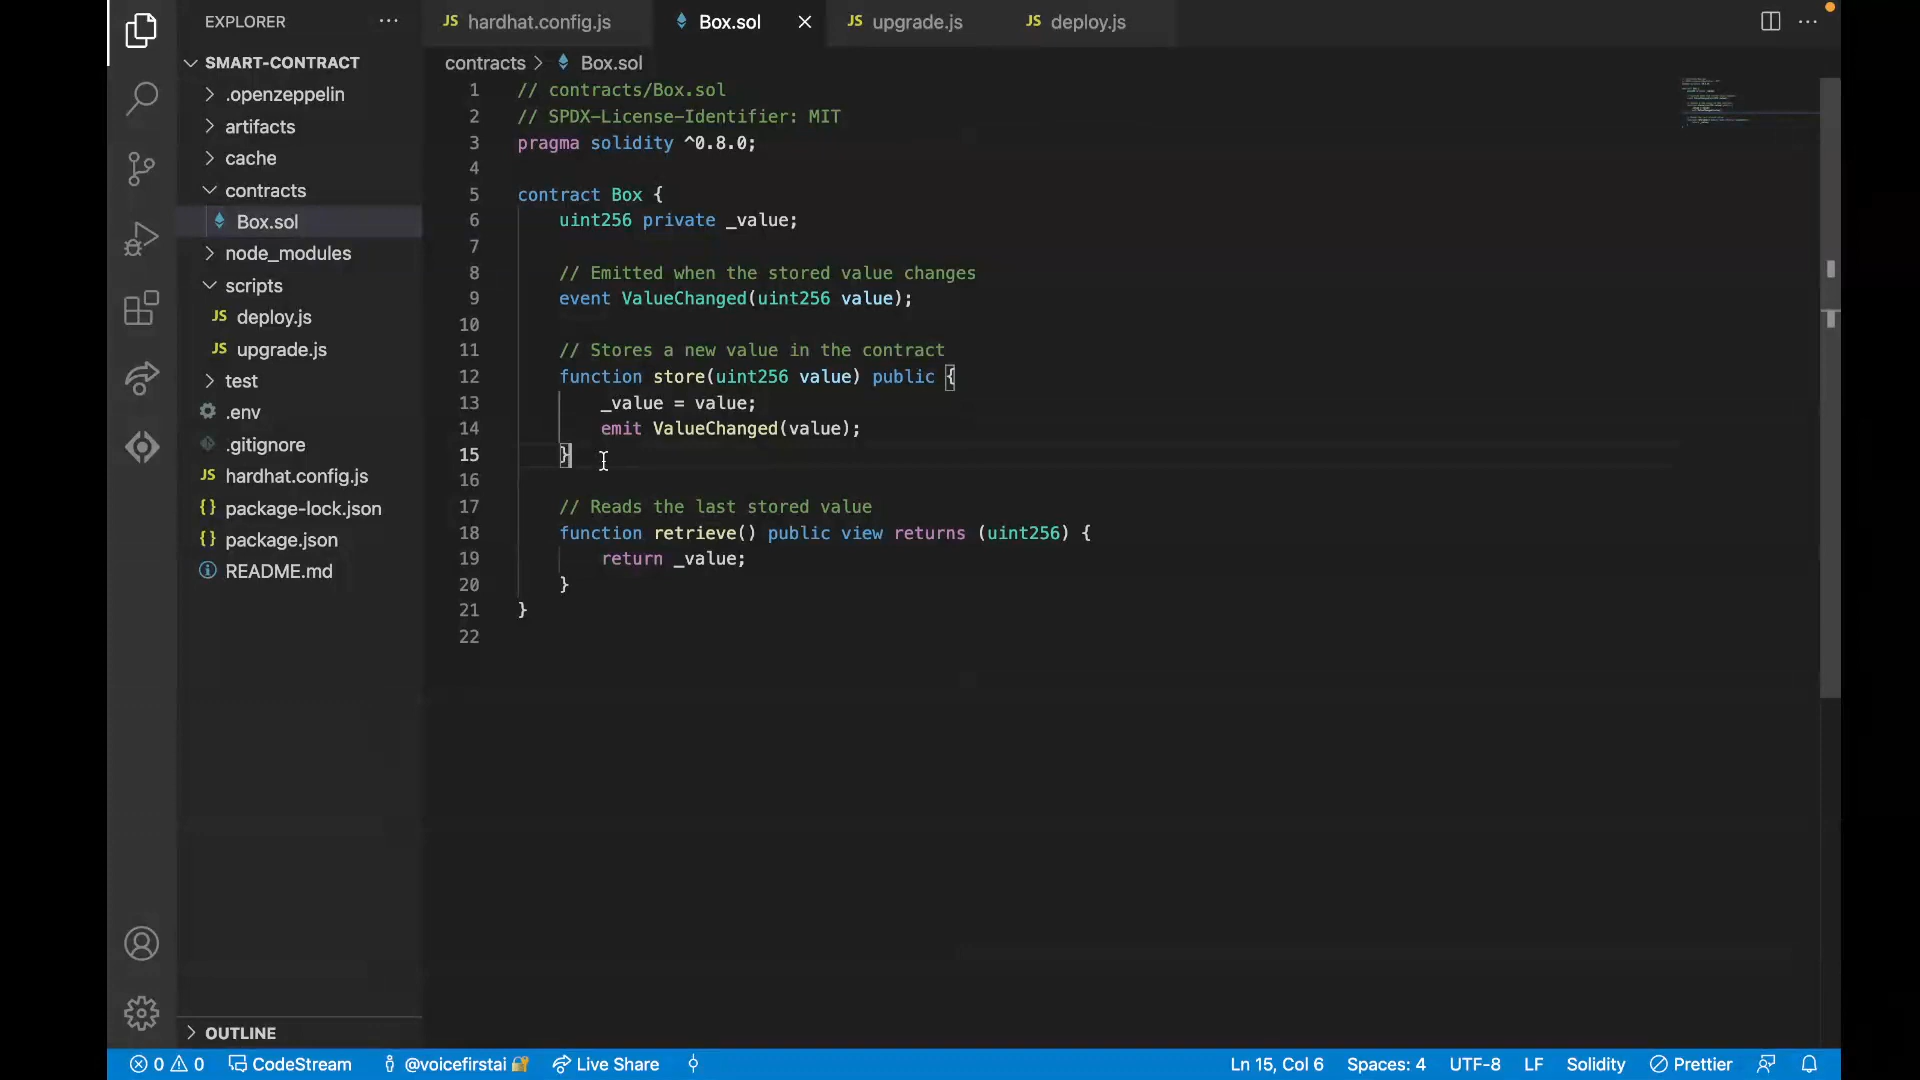 EXPLORER
SMART-CONTRACT
.openzeppelin
artifacts
cache
contracts
Box.sol
node_modules
scripts
JS deploy.js
JS upgrade.js
test
.env
.gitignore
JS hardhat.config.js
{} package-lock.json
{} package.json
README.md
OUTLINE
JS hardhat.config.js Box.sol JS upgrade.js JS deploy.js
contracts > Box.sol
1 // contracts/Box.sol
2 // SPDX-License-Identifier: MIT
3 pragma solidity ^0.8.0;
4
5 contract Box {
6 uint256 private _value;
7
8 // Emitted when the stored value changes
9 event ValueChanged(uint256 value);
10
11 // Stores a new value in the contract
12 function store(uint256 value) public {
13 _value = value;
14 emit ValueChanged(value);
15 }
16
17 // Reads the last stored value
18 function retrieve() public view returns (uint256) {
19 return _value;
20 }
21 }
22
0 0 CodeStream @voicefirstai 🔐 Live Share Ln 15, Col 6 Spaces: 4 UTF-8 LF Solidity Prettier